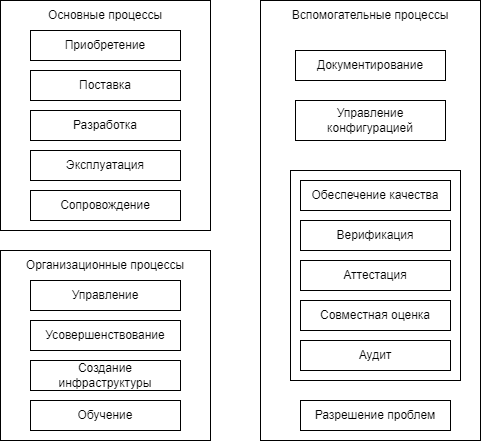 Основные процессы
Приобретение
Поставка
Разработка
Эксплуатация
Сопровождение
Организационные процессы
Управление
Усовершенствование
Создание
инфраструктуры
Обучение
Вспомогательные процессы
Документирование
Управление
конфигурацией
Обеспечение качества
Верификация
Аттестация
Совместная оценка
Аудит
Разрешение проблем